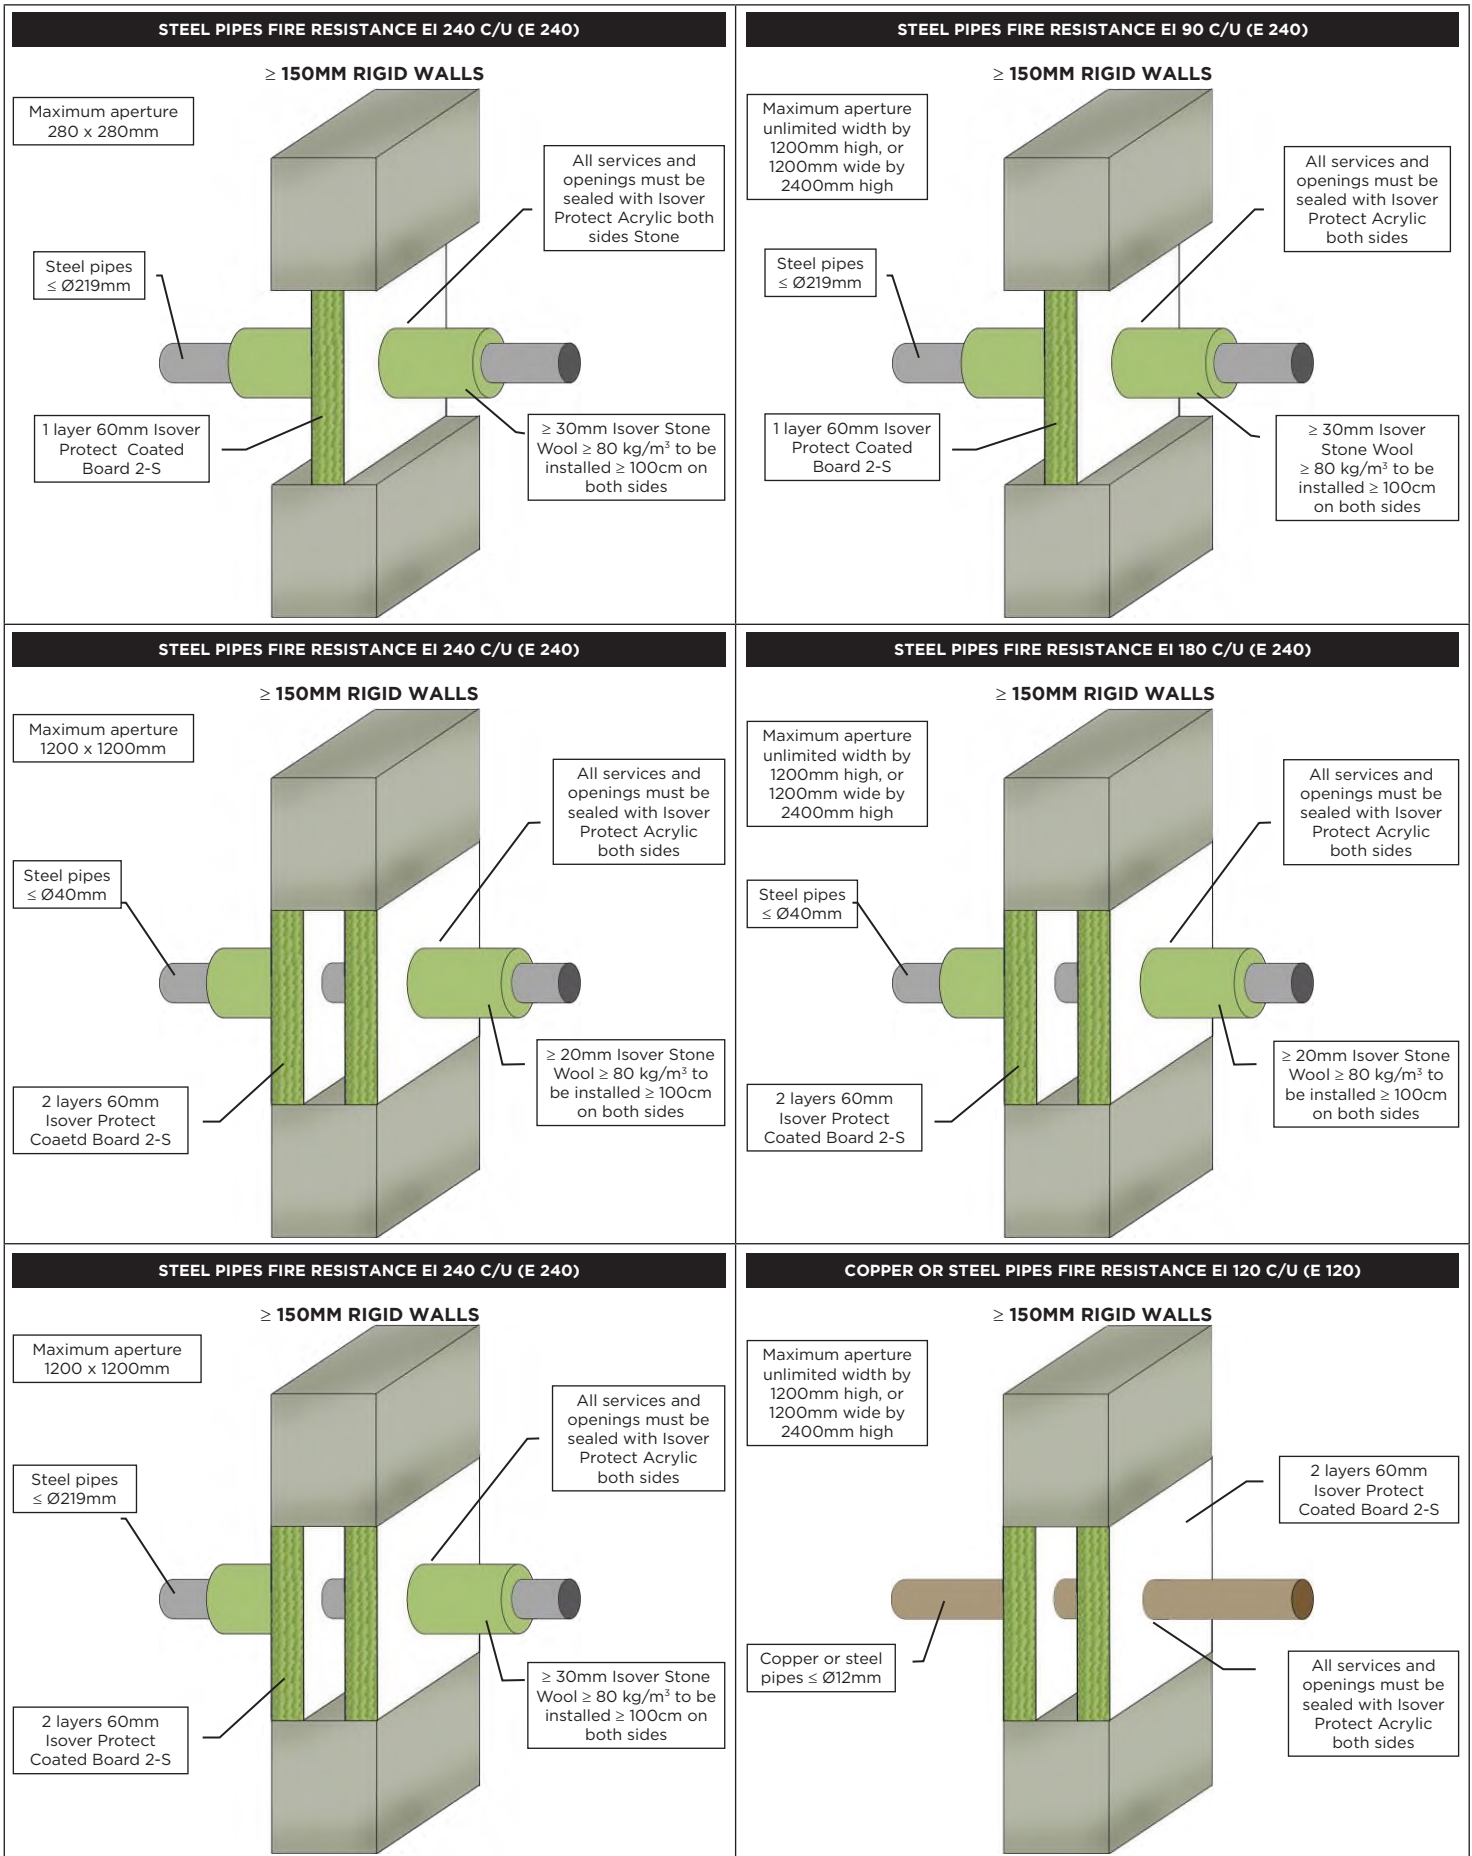 STEEL PIPES FIRE RESISTANCE EI 240 C/U (E 240)
≥ 150MM RIGID WALLS
Maximum aperture
280 x 280mm
All services and
openings must be
sealed with Isover
Protect Acrylic both
sides Stone
Steel pipes
≤ Ø219mm
1 layer 60mm Isover
Protect Coated
Board 2-S
≥ 30mm Isover Stone
Wool ≥ 80 kg/m³ to be
installed ≥ 100cm on
both sides
STEEL PIPES FIRE RESISTANCE EI 90 C/U (E 240)
≥ 150MM RIGID WALLS
Maximum aperture
unlimited width by
1200mm high, or
1200mm wide by
2400mm high
All services and
openings must be
sealed with Isover
Protect Acrylic
both sides
Steel pipes
≤ Ø219mm
1 layer 60mm Isover
Protect Coated
Board 2-S
≥ 30mm Isover
Stone Wool
≥ 80 kg/m³ to be
installed ≥ 100cm
on both sides
STEEL PIPES FIRE RESISTANCE EI 240 C/U (E 240)
≥ 150MM RIGID WALLS
Maximum aperture
1200 x 1200mm
All services and
openings must be
sealed with Isover
Protect Acrylic
both sides
Steel pipes
≤ Ø40mm
2 layers 60mm
Isover Protect
Coaetd Board 2-S
≥ 20mm Isover Stone
Wool ≥ 80 kg/m³ to
be installed ≥ 100cm
on both sides
STEEL PIPES FIRE RESISTANCE EI 180 C/U (E 240)
≥ 150MM RIGID WALLS
Maximum aperture
unlimited width by
1200mm high, or
1200mm wide by
2400mm high
All services and
openings must be
sealed with Isover
Protect Acrylic
both sides
Steel pipes
≤ Ø40mm
2 layers 60mm
Isover Protect
Coated Board 2-S
≥ 20mm Isover Stone
Wool ≥ 80 kg/m³ to
be installed ≥ 100cm
on both sides
STEEL PIPES FIRE RESISTANCE EI 240 C/U (E 240)
≥ 150MM RIGID WALLS
Maximum aperture
1200 x 1200mm
All services and
openings must be
sealed with Isover
Protect Acrylic
both sides
Steel pipes
≤ Ø219mm
2 layers 60mm
Isover Protect
Coated Board 2-S
≥ 30mm Isover Stone
Wool ≥ 80 kg/m³ to be
installed ≥ 100cm on
both sides
COPPER OR STEEL PIPES FIRE RESISTANCE EI 120 C/U (E 120)
≥ 150MM RIGID WALLS
Maximum aperture
unlimited width by
1200mm high, or
1200mm wide by
2400mm high
2 layers 60mm
Isover Protect
Coated Board 2-S
Copper or steel
pipes ≤ Ø12mm
All services and
openings must be
sealed with Isover
Protect Acrylic
both sides